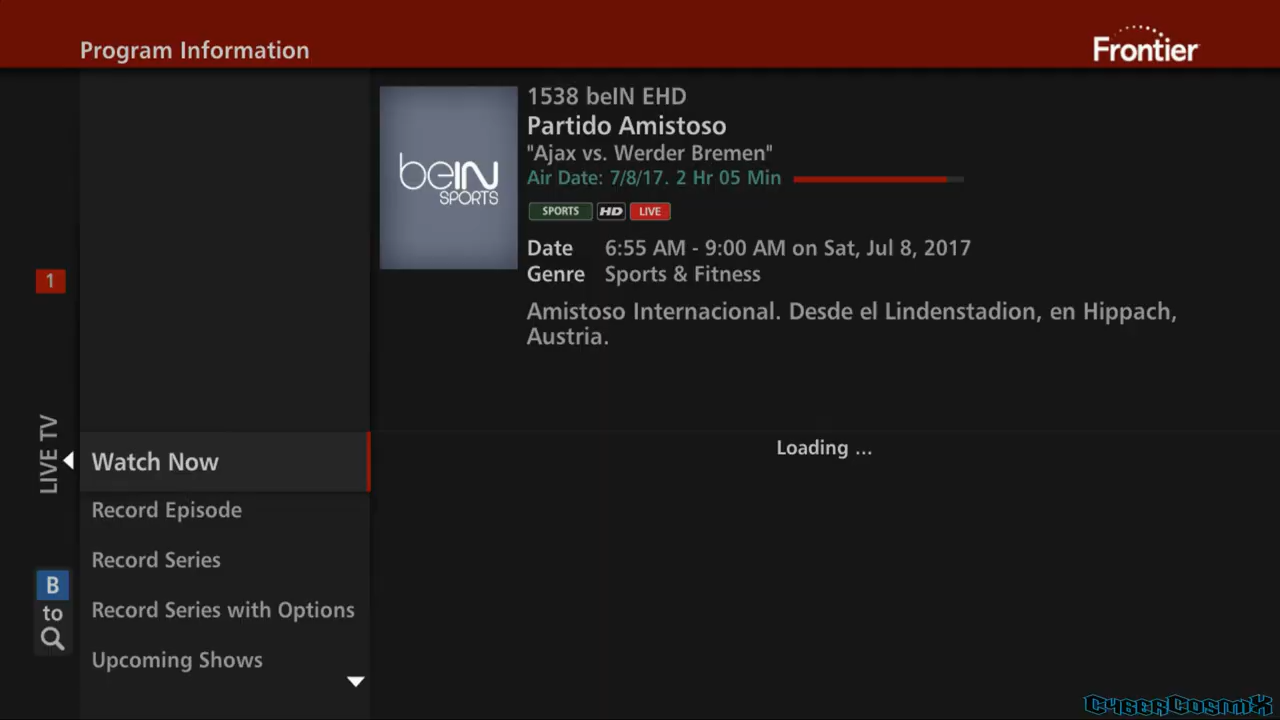 Program Information
Frontier
1538 beIN EHD
Partido Amistoso
"Ajax vs. Werder Bremen"
Air Date: 7/8/17. 2 Hr 05 Min
beIN
SPORTS
SPORTS HD LIVE
Date 6:55 AM - 9:00 AM on Sat, Jul 8, 2017
Genre Sports & Fitness
1
Amistoso Internacional. Desde el Lindenstadion, en Hippach,
Austria.
LIVE TV
Watch Now
Loading ...
Record Episode
Record Series
B
to
Record Series with Options
Upcoming Shows
CyberCosmiX